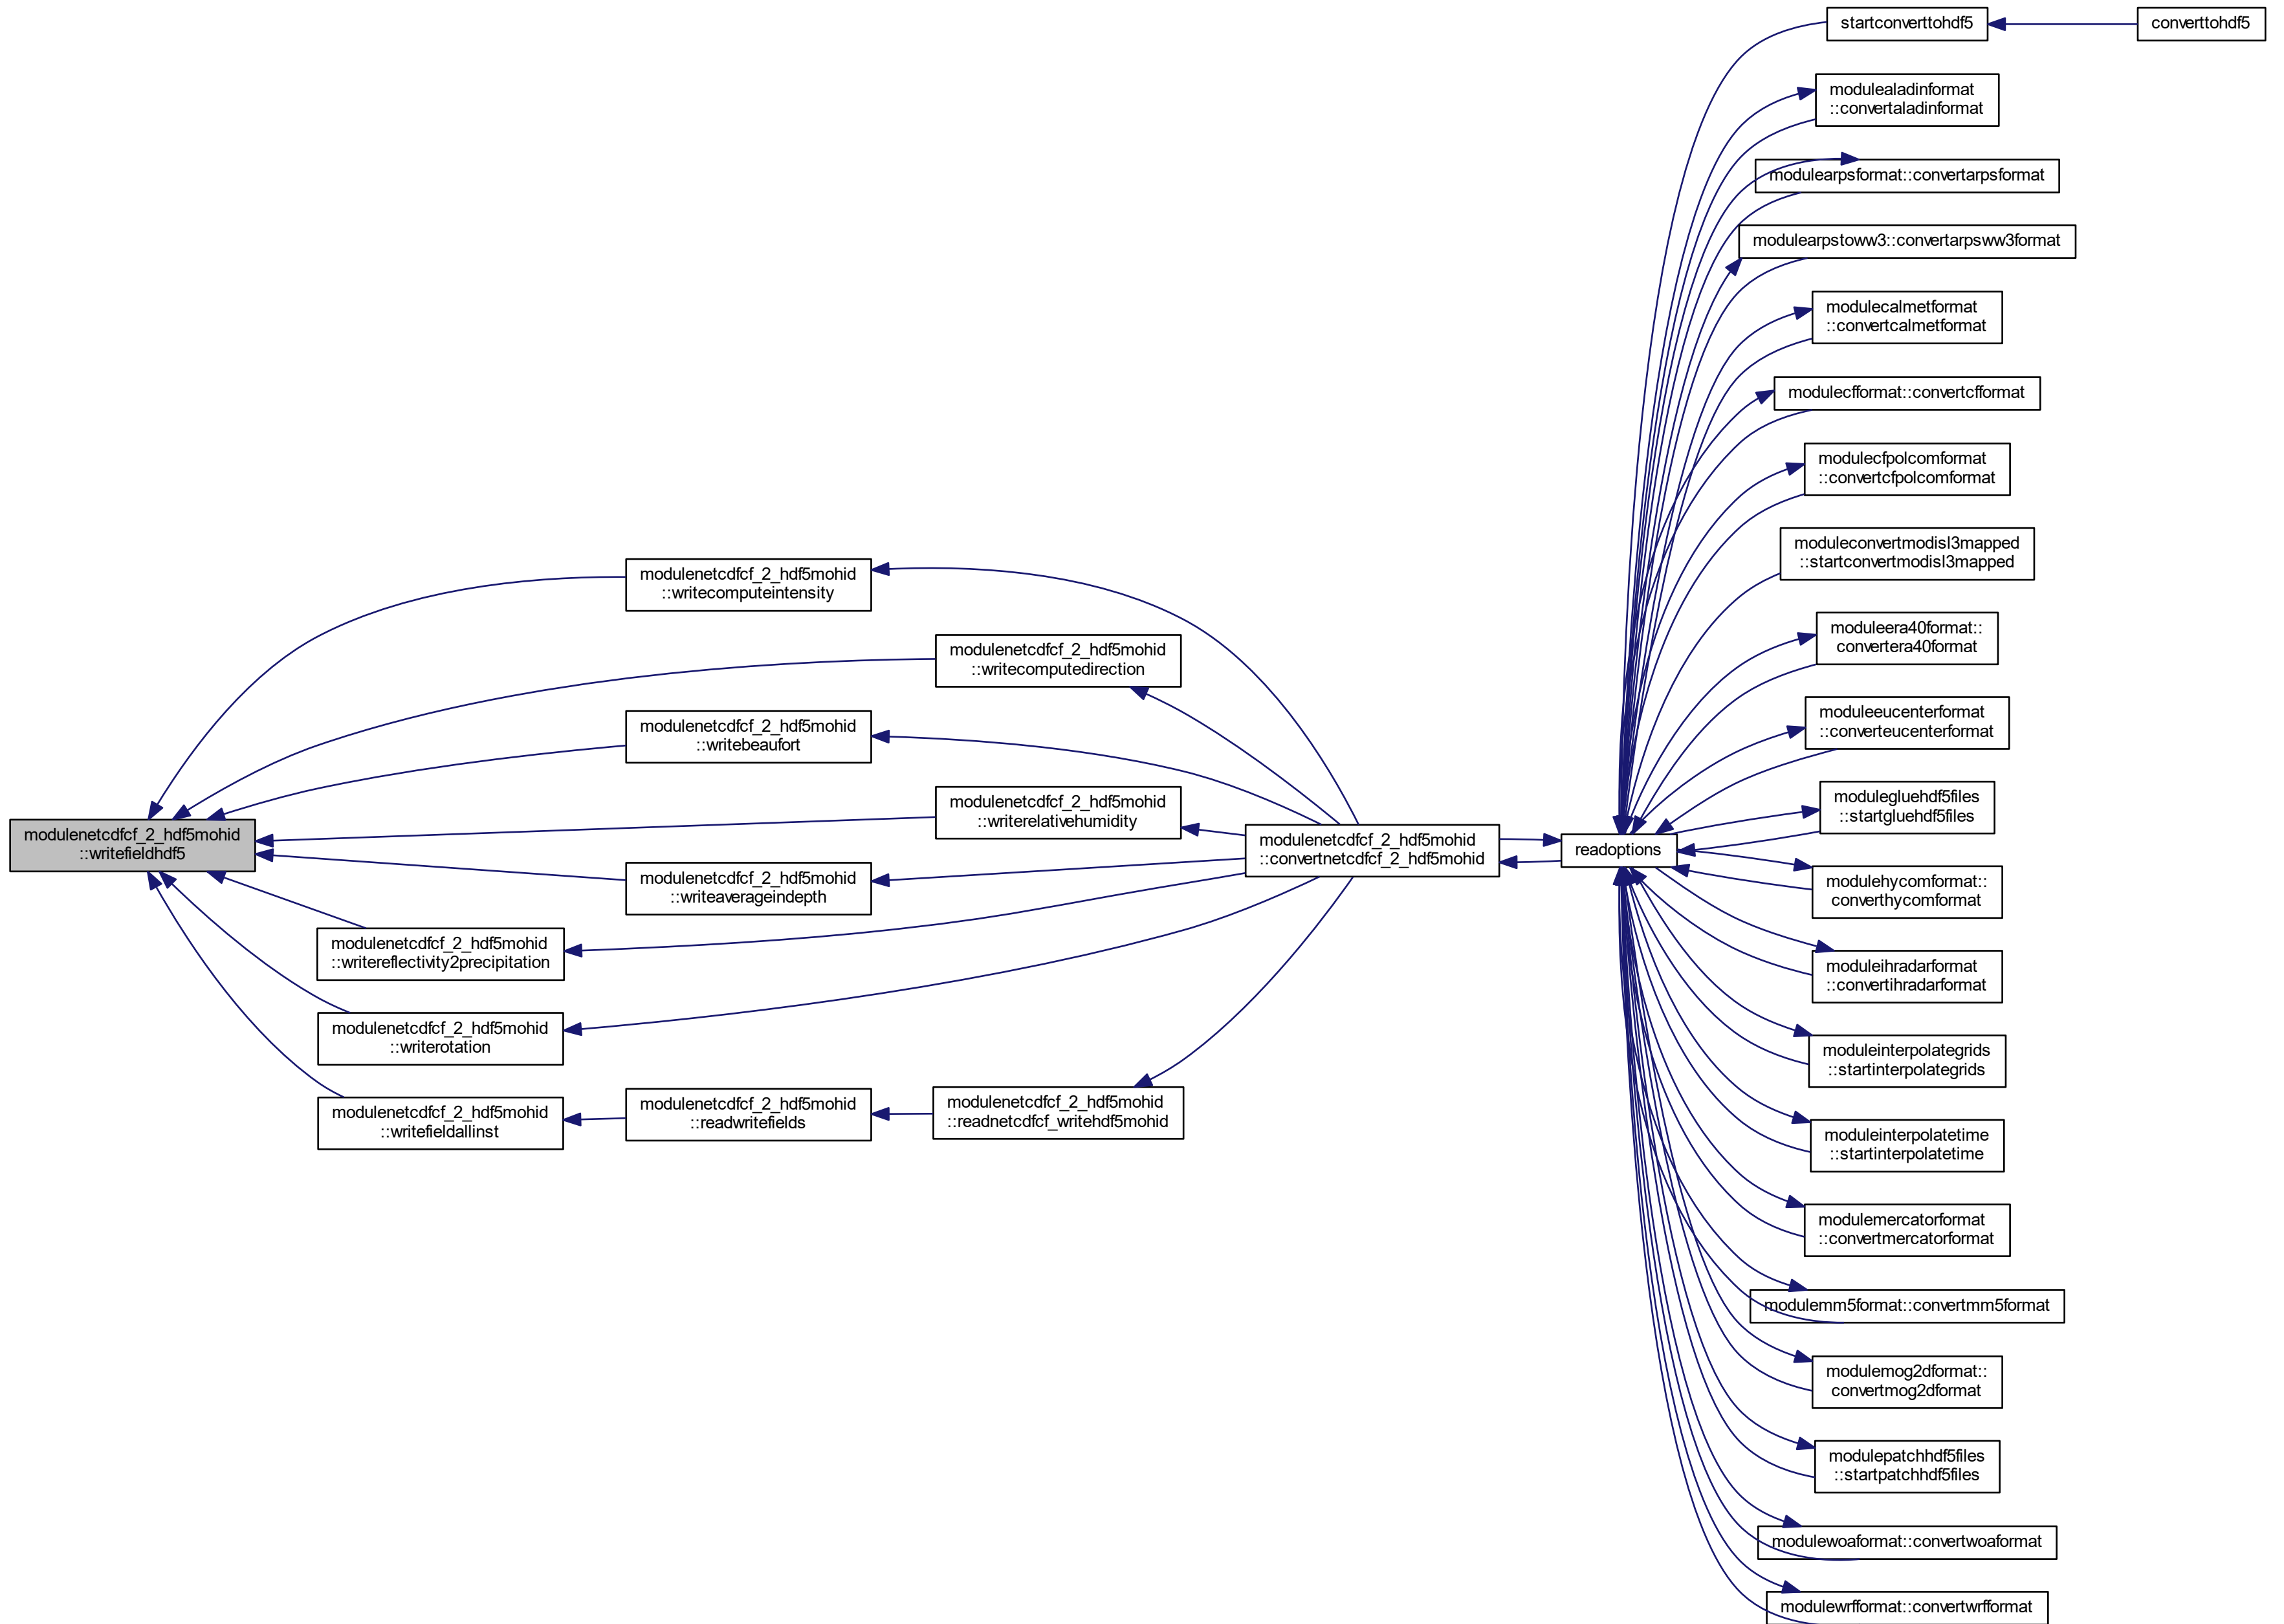 startconverttohdf5
converttohdf5
modulealadinformat
::convertaladinformat
modulearpsformat::convertarpsformat
modulearpstoww3::convertarpsww3format
modulecalmetformat
::convertcalmetformat
modulecfformat::convertcfformat
modulecfpolcomformat
::convertcfpolcomformat
moduleconvertmodisl3mapped
::startconvertmodisl3mapped
moduleera40format::
convertera40format
moduleeucenterformat
::converteucenterformat
modulegluehdf5files
::startgluehdf5files
modulehycomformat::
converthycomformat
moduleihradarformat
::convertihradarformat
moduleinterpolategrids
::startinterpolategrids
moduleinterpolatetime
::startinterpolatetime
modulemercatorformat
::convertmercatorformat
modulemm5format::convertmm5format
modulemog2dformat::
convertmog2dformat
modulepatchhdf5files
::startpatchhdf5files
modulewoaformat::convertwoaformat
modulewrfformat::convertwrfformat
readoptions
modulenetcdfcf_2_hdf5mohid
::convertnetcdfcf_2_hdf5mohid
modulenetcdfcf_2_hdf5mohid
::writecomputeintensity
modulenetcdfcf_2_hdf5mohid
::writecomputedirection
modulenetcdfcf_2_hdf5mohid
::writebeaufort
modulenetcdfcf_2_hdf5mohid
::writerelativehumidity
modulenetcdfcf_2_hdf5mohid
::writeaverageindepth
modulenetcdfcf_2_hdf5mohid
::writereflectivity2precipitation
modulenetcdfcf_2_hdf5mohid
::writerotation
modulenetcdfcf_2_hdf5mohid
::writefieldallinst
modulenetcdfcf_2_hdf5mohid
::readwritefields
modulenetcdfcf_2_hdf5mohid
::readnetcdfcf_writehdf5mohid
modulenetcdfcf_2_hdf5mohid
::writefieldhdf5